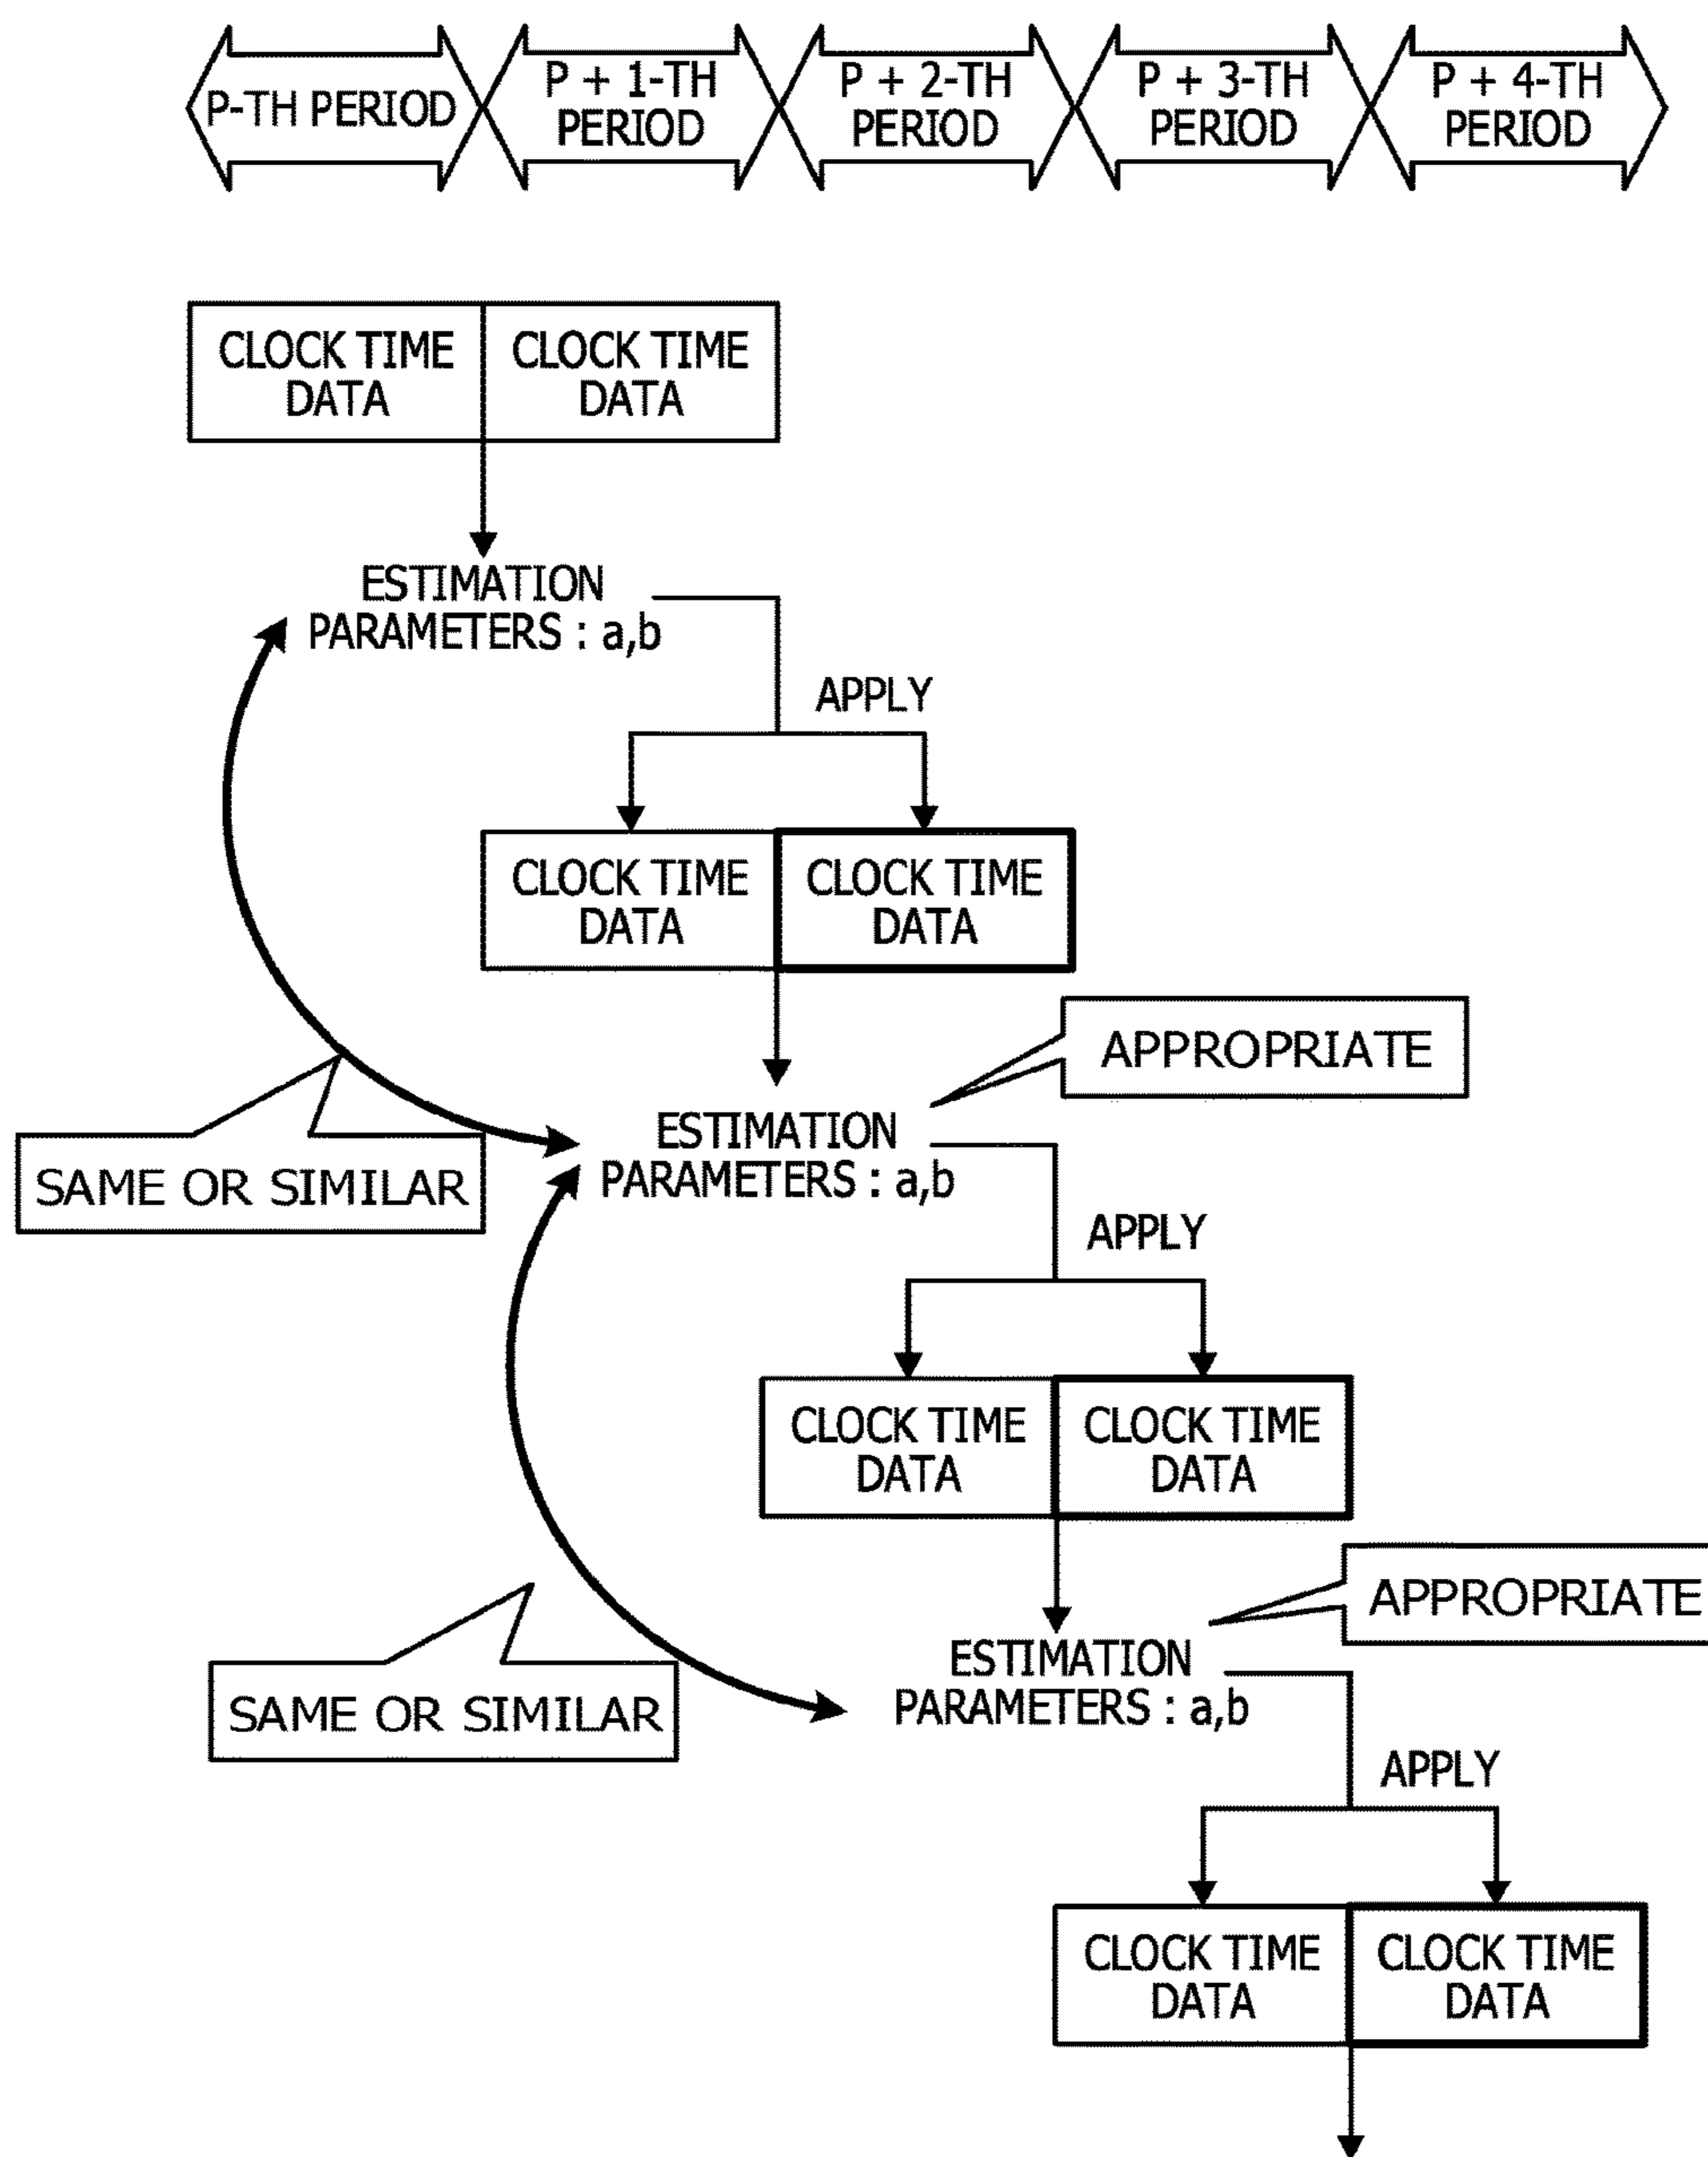 P-TH PERIOD
P + 1-TH
PERIOD
P + 2-TH
PERIOD
P + 3-TH
PERIOD
P + 4-TH
PERIOD
CLOCK TIME
DATA
CLOCK TIME
DATA
ESTIMATION
PARAMETERS : a,b
APPLY
CLOCK TIME
DATA
CLOCK TIME
DATA
APPROPRIATE
SAME OR SIMILAR
ESTIMATION
PARAMETERS : a,b
APPLY
CLOCK TIME
DATA
CLOCK TIME
DATA
APPROPRIATE
SAME OR SIMILAR
ESTIMATION
PARAMETERS : a,b
APPLY
CLOCK TIME
DATA
CLOCK TIME
DATA